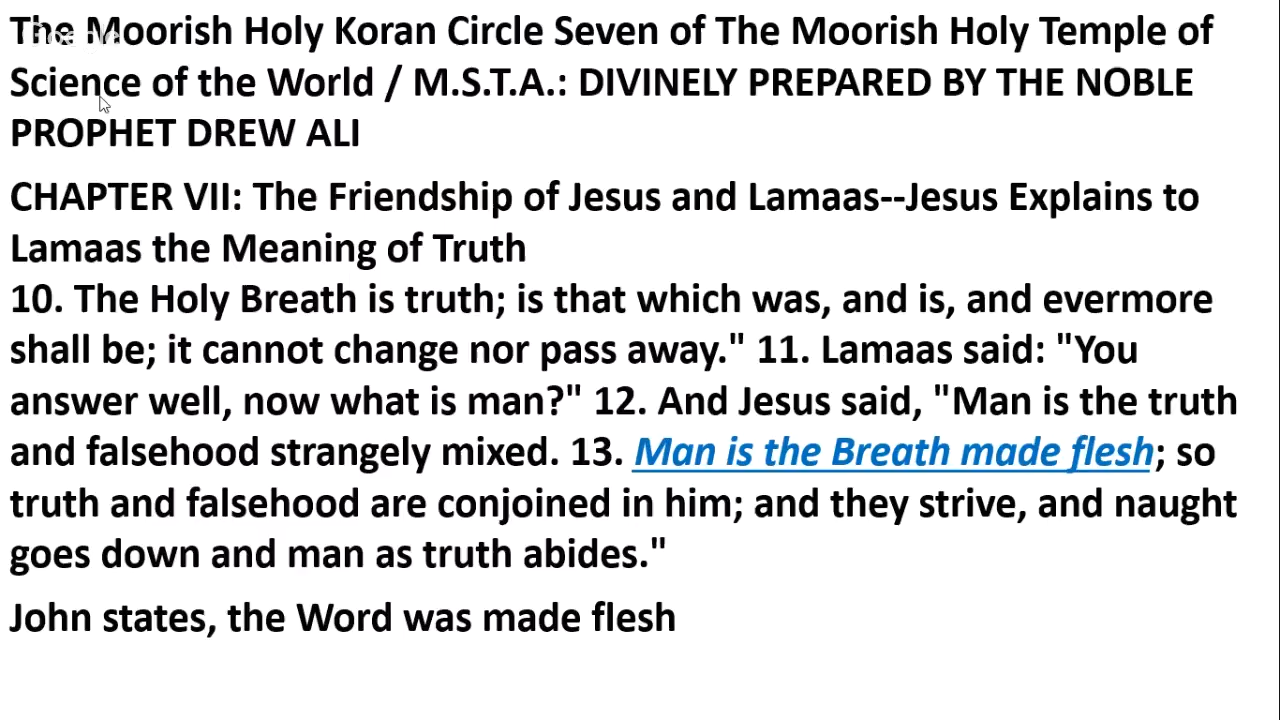 The Moorish Holy Koran Circle Seven of The Moorish Holy Temple of
Science of the World / M.S.T.A.: DIVINELY PREPARED BY THE NOBLE
PROPHET DREW ALI
CHAPTER VII: The Friendship of Jesus and Lamaas--Jesus Explains to
Lamaas the Meaning of Truth
10. The Holy Breath is truth; is that which was, and is, and evermore
shall be; it cannot change nor pass away." 11. Lamaas said: "You
answer well, now what is man?" 12. And Jesus said, "Man is the truth
and falsehood strangely mixed. 13. Man is the Breath made flesh; so
truth and falsehood are conjoined in him; and they strive, and naught
goes down and man as truth abides."
John states, the Word was made flesh